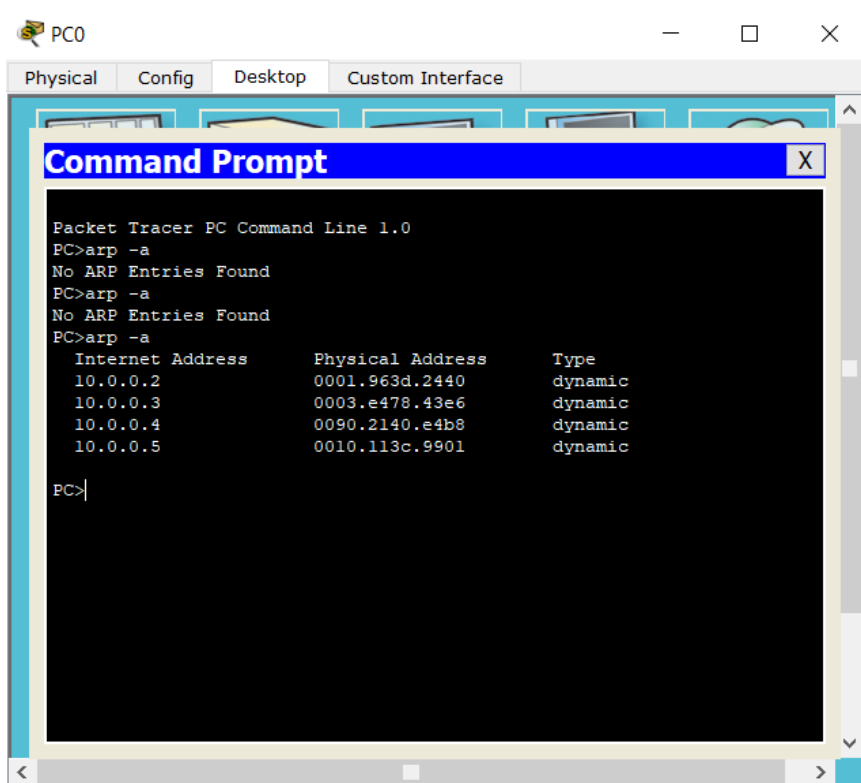 PC0
Physical Config Desktop Custom Interface
Command Prompt X
Packet Tracer PC Command Line 1.0
PC>arp -a
No ARP Entries Found
PC>arp -a
No ARP Entries Found
PC>arp -a
Internet Address Physical Address Type
10.0.0.2 0001.963d.2440 dynamic
10.0.0.3 0003.e478.43e6 dynamic
10.0.0.4 0090.2140.e4b8 dynamic
10.0.0.5 0010.113c.9901 dynamic
PC>